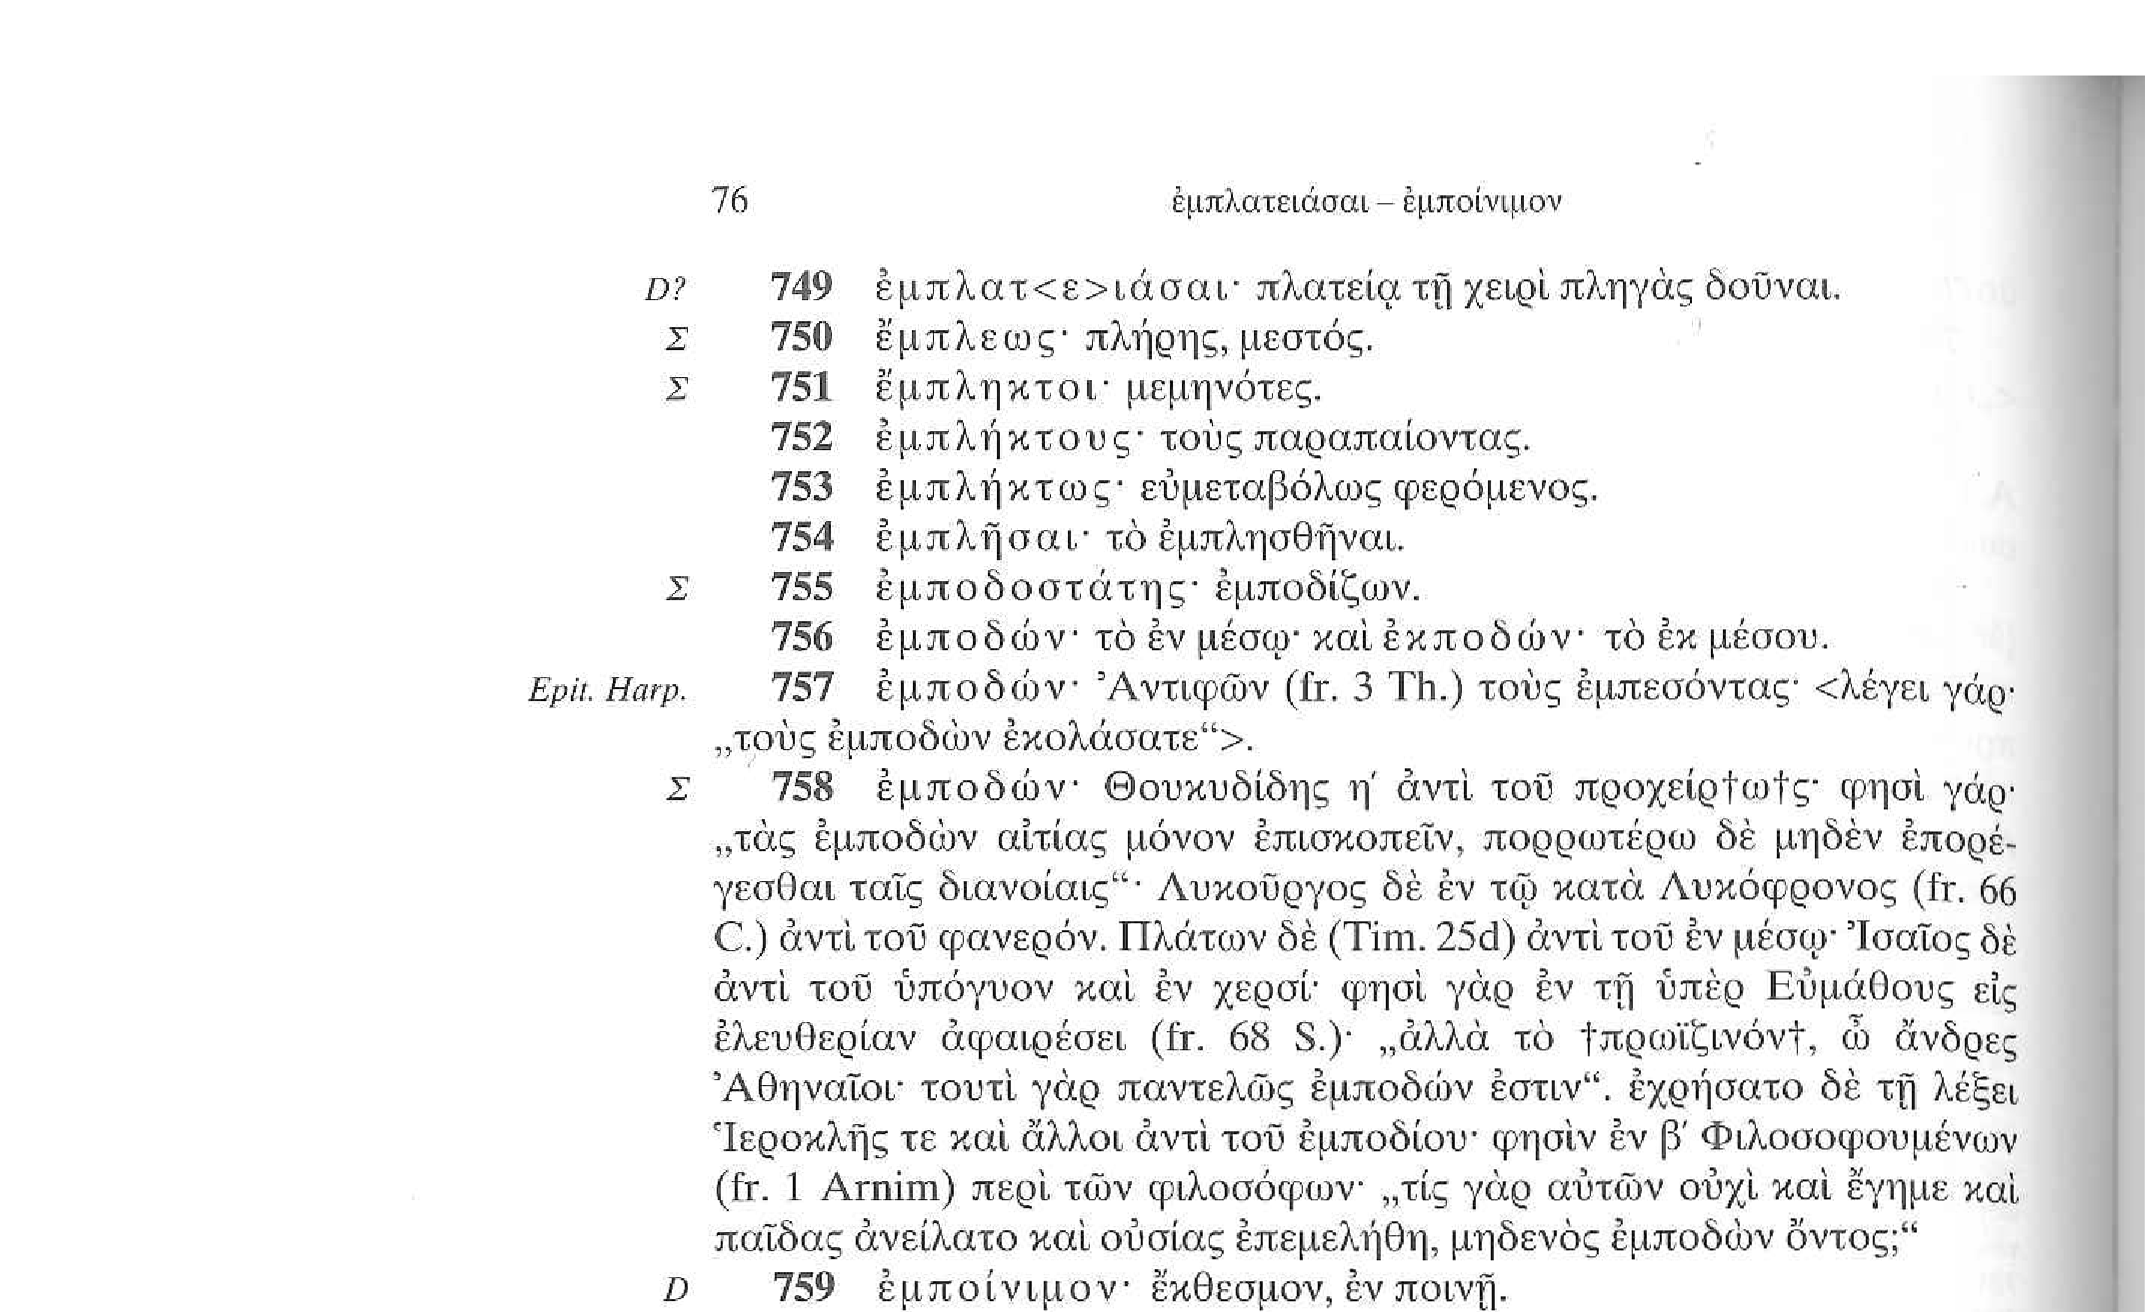 76 ἐμπλατειάσαι – ἐμποίνιμον
D? 749 ἐμπλατ<ε>ιάσαι· πλατείᾳ τῇ χειρὶ πληγὰς δοῦναι.
Σ 750 ἔμπλεως· πλήρης, μεστός.
Σ 751 ἔμπληκτοι· μεμηνότες.
752 ἐμπλήκτους· τοὺς παραπαίοντας.
753 ἐμπλήκτως· εὐμεταβόλως φερόμενος.
754 ἐμπλῆσαι· τὸ ἐμπλησθῆναι.
Σ 755 ἐμποδοστάτης· ἐμποδίζων.
756 ἐμποδών· τὸ ἐν μέσῳ· καὶ ἐκποδών· τὸ ἐκ μέσου.
Epit. Harp. 757 ἐμποδών· Ἀντιφῶν (fr. 3 Th.) τοὺς ἐμπεσόντας· <λέγει γάρ·
„τοὺς ἐμποδὼν ἐκολάσατε“>.
Σ 758 ἐμποδών· Θουκυδίδης η′ ἀντὶ τοῦ προχείρ†ω†ς· φησὶ γάρ·
„τὰς ἐμποδὼν αἰτίας μόνον ἐπισκοπεῖν, πορρωτέρω δὲ μηδὲν ἐπορέ-
γεσθαι ταῖς διανοίαις“· Λυκοῦργος δὲ ἐν τῷ κατὰ Λυκόφρονος (fr. 66
C.) ἀντὶ τοῦ φανερόν. Πλάτων δὲ (Tim. 25d) ἀντὶ τοῦ ἐν μέσῳ· Ἰσαῖος δὲ
ἀντὶ τοῦ ὑπόγυον καὶ ἐν χερσί· φησὶ γὰρ ἐν τῇ ὑπὲρ Εὐμάθους εἰς
ἐλευθερίαν ἀφαιρέσει (fr. 68 S.)· „ἀλλὰ τὸ †πρωϊζινόν†, ὦ ἄνδρες
Ἀθηναῖοι· τουτὶ γὰρ παντελῶς ἐμποδών ἐστιν“. ἐχρήσατο δὲ τῇ λέξει
Ἱεροκλῆς τε καὶ ἄλλοι ἀντὶ τοῦ ἐμποδίου· φησὶν ἐν β′ Φιλοσοφουμένων
(fr. 1 Arnim) περὶ τῶν φιλοσόφων· „τίς γὰρ αὐτῶν οὐχὶ καὶ ἔγημε καὶ
παῖδας ἀνείλατο καὶ οὐσίας ἐπεμελήθη, μηδενὸς ἐμποδὼν ὄντος;“
D 759 ἐμποίνιμον· ἔκθεσμον, ἐν ποινῇ.